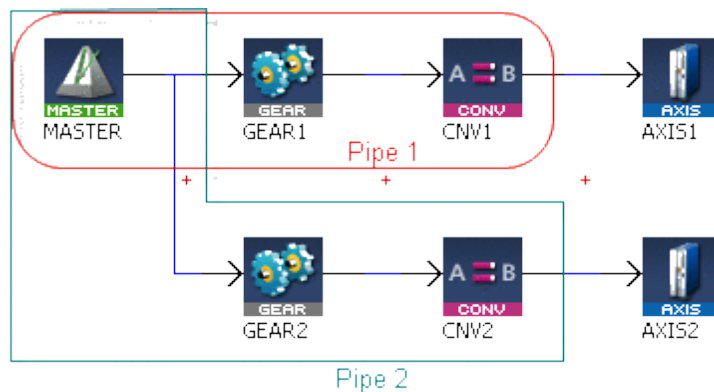 A B
MASTER GEAR CONV AXIS
MASTER GEAR1 CNV1 AXIS1
Pipe 1
A B
GEAR CONV AXIS
GEAR2 CNV2 AXIS2
Pipe 2